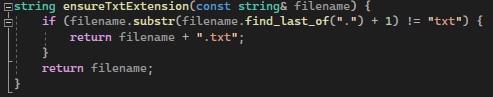 string ensureTxtExtension(const string& filename) {
    if (filename.substr(filename.find_last_of(".") + 1) != "txt") {
        return filename + ".txt";
    }
    return filename;
}